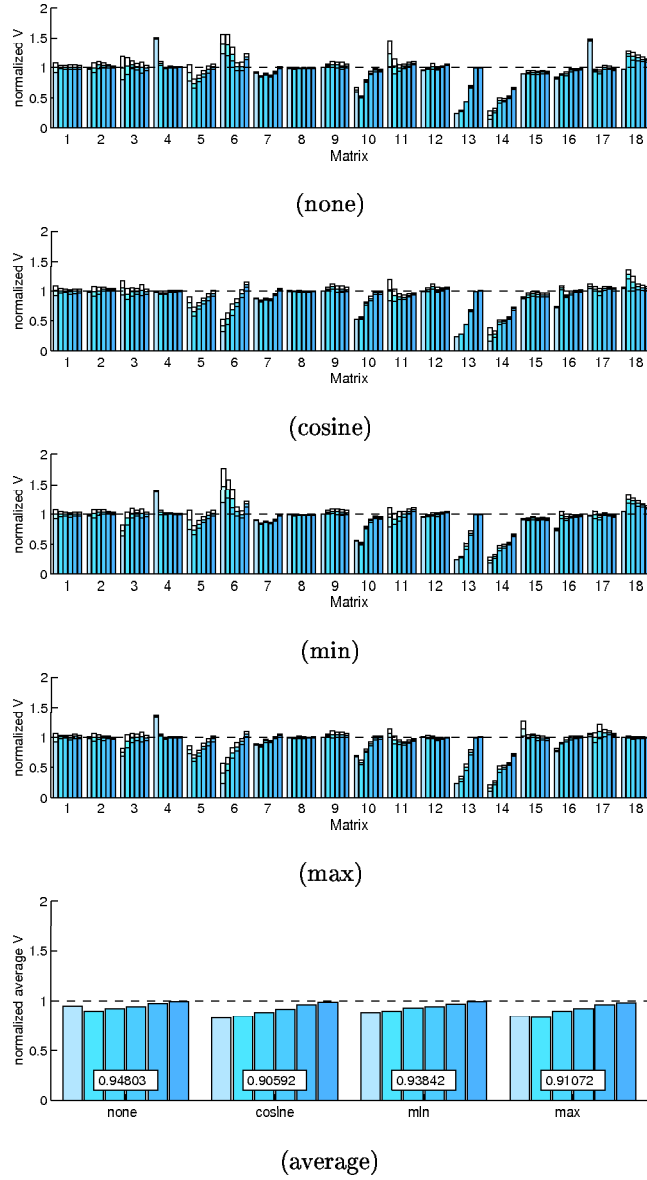 2
1.5
1
0.5
0
normalized V
1 2 3 4 5 6 7 8 9 10 11 12 13 14 15 16 17 18
Matrix
(none)
2
1.5
1
0.5
0
normalized V
1 2 3 4 5 6 7 8 9 10 11 12 13 14 15 16 17 18
Matrix
(cosine)
2
1.5
1
0.5
0
normalized V
1 2 3 4 5 6 7 8 9 10 11 12 13 14 15 16 17 18
Matrix
(min)
2
1.5
1
0.5
0
normalized V
1 2 3 4 5 6 7 8 9 10 11 12 13 14 15 16 17 18
Matrix
(max)
2
1.5
1
0.5
0
normalized average V
0.94803 0.90592 0.93842 0.91072
none cosine min max
(average)